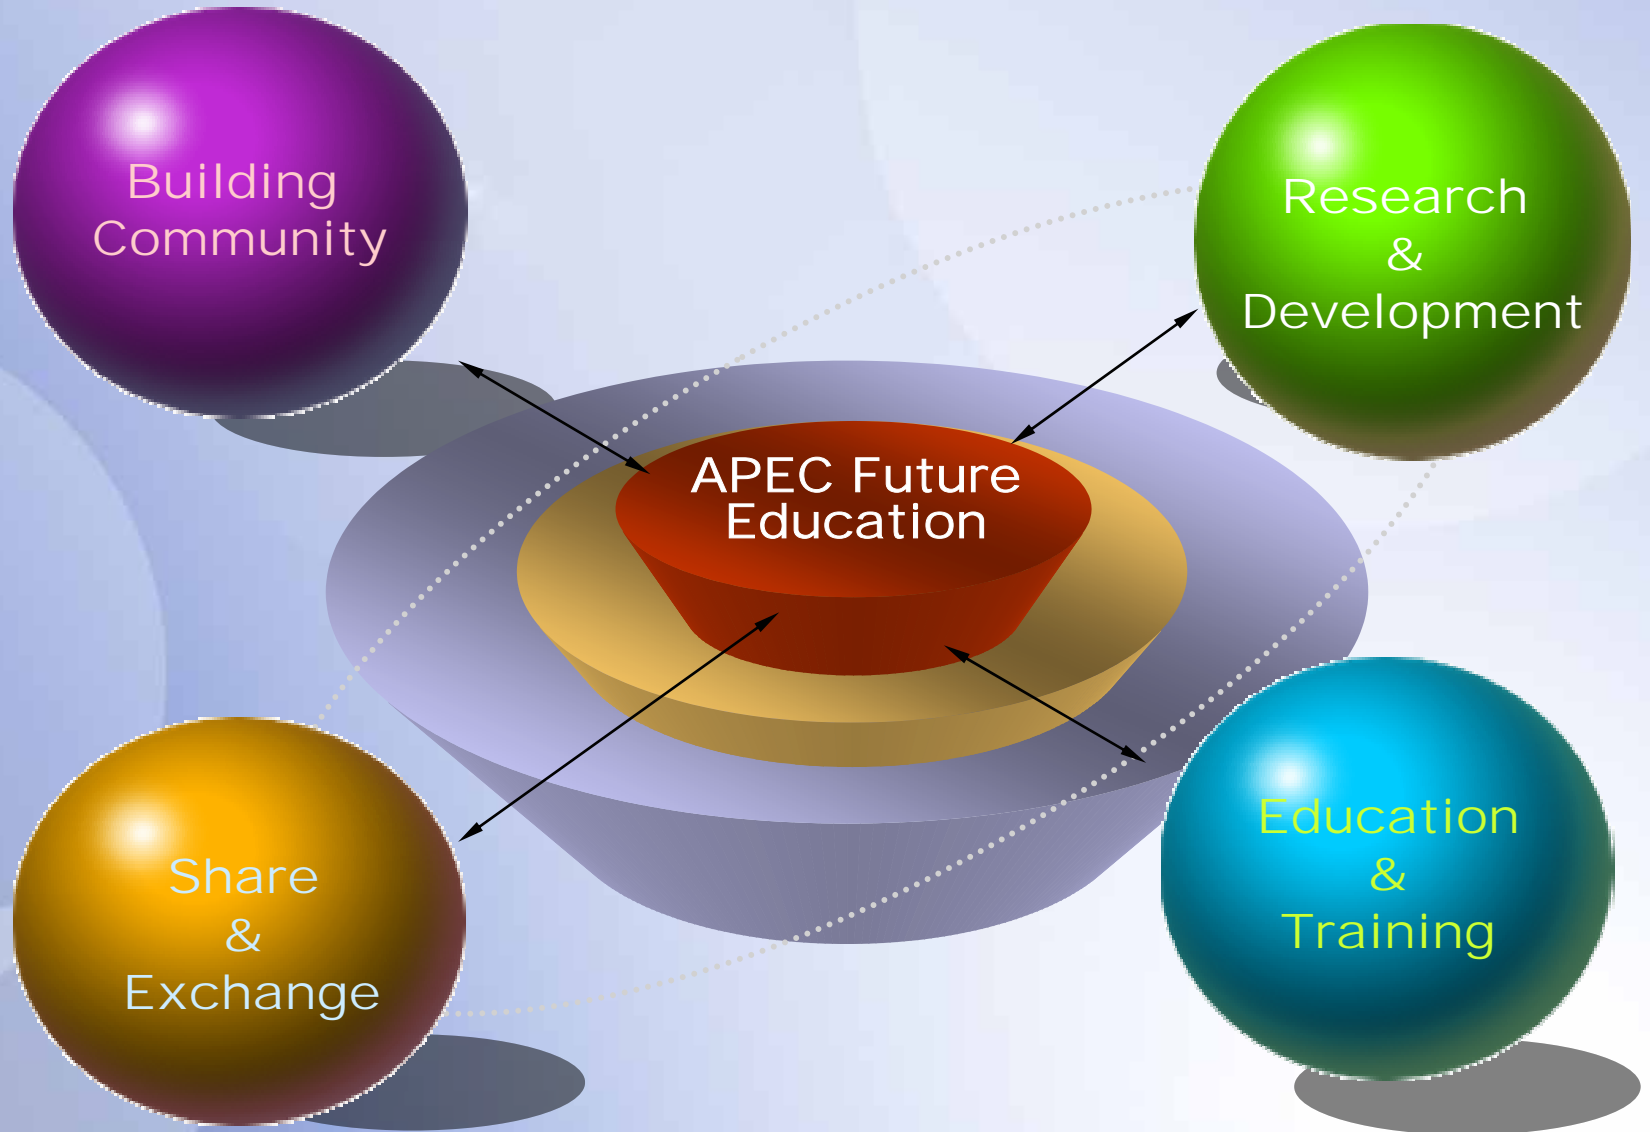 Building
Community
Research
&
Development
APEC Future
Education
Share
&
Exchange
Education
&
Training